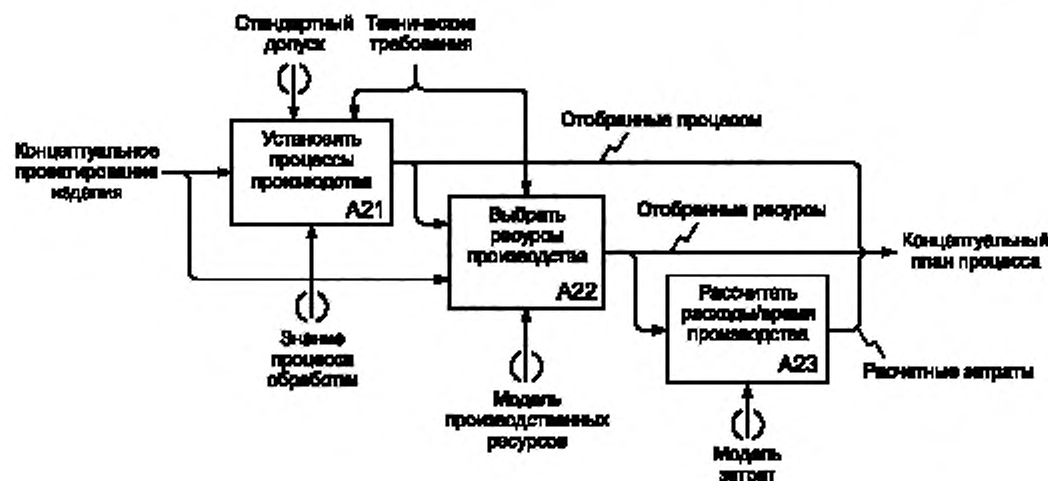 Стандартный
допуск
Технические
требования
Концептуальное
проектирование
изделия
Установить
процессы
производства
A21
Отобранные процессы
Выбрать
ресурсы
производства
A22
Отобранные ресурсы
Концептуальный
план процесса
Рассчитать
расходы/время
производства
A23
Знание
процесса
обработки
Модель
производственных
ресурсов
Расчетные затраты
Модель
затрат